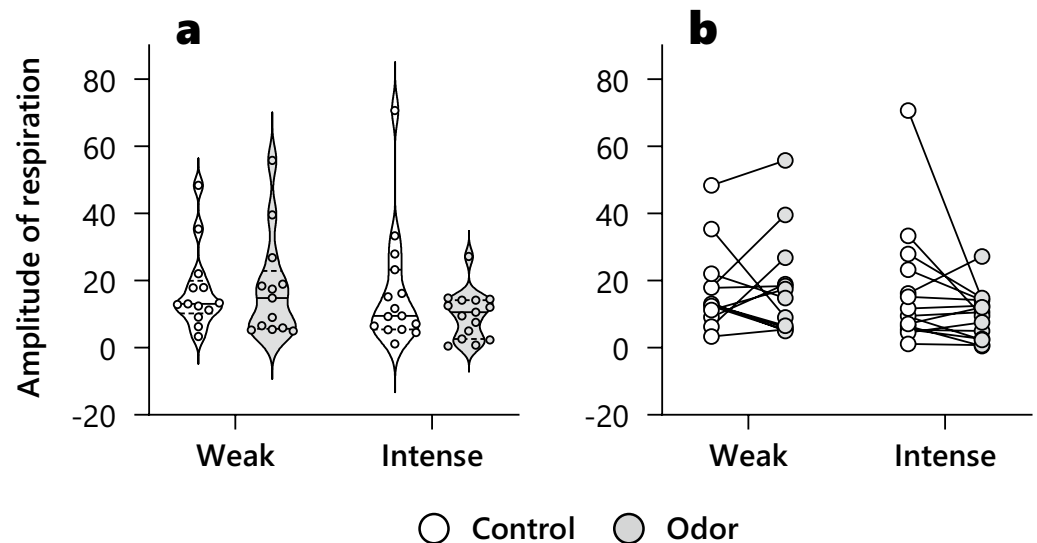 a
b
Amplitude of respiration
80
60
40
20
0
-20
Weak
Intense
80
60
40
20
0
-20
Weak
Intense
Control
Odor